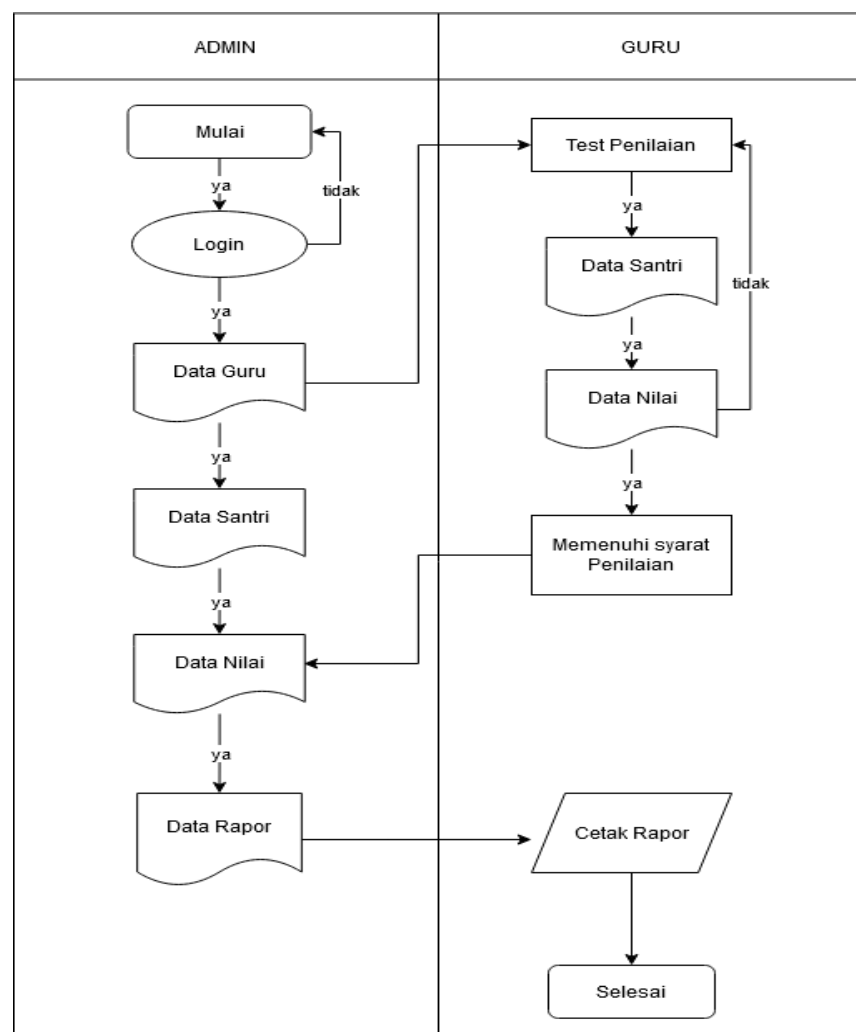 ADMIN
GURU
Mulai
ya
tidak
Login
ya
Data Guru
ya
Data Santri
ya
Data Nilai
ya
Data Rapor
Test Penilaian
ya
Data Santri
tidak
ya
Data Nilai
ya
Memenuhi syarat
Penilaian
Cetak Rapor
Selesai